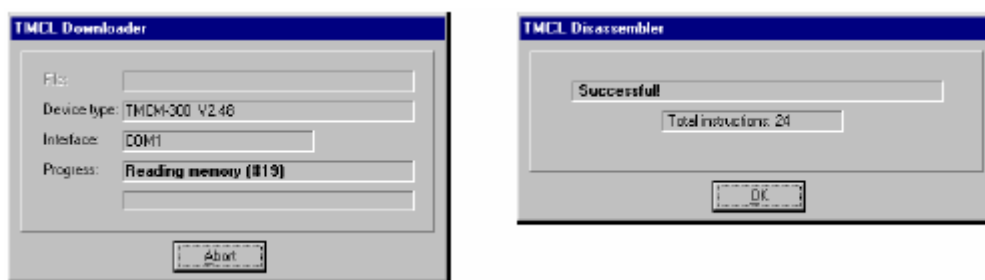 TMCL Downloader
File:
Device type: TMCM-300 V2.48
Interface: COM1
Progress: Reading memory (#19)
Abort
TMCL Disassembler
Successful!
Total instructions: 24
OK